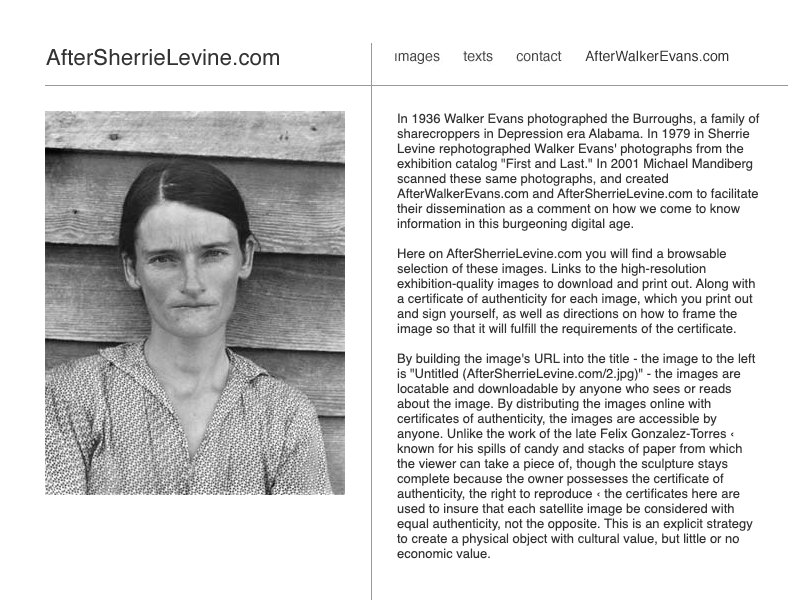 AfterSherrieLevine.com
images texts contact AfterWalkerEvans.com
In 1936 Walker Evans photographed the Burroughs, a family of
sharecroppers in Depression era Alabama. In 1979 in Sherrie
Levine rephotographed Walker Evans' photographs from the
exhibition catalog "First and Last." In 2001 Michael Mandiberg
scanned these same photographs, and created
AfterWalkerEvans.com and AfterSherrieLevine.com to facilitate
their dissemination as a comment on how we come to know
information in this burgeoning digital age.
Here on AfterSherrieLevine.com you will find a browsable
selection of these images. Links to the high-resolution
exhibition-quality images to download and print out. Along with
a certificate of authenticity for each image, which you print out
and sign yourself, as well as directions on how to frame the
image so that it will fulfill the requirements of the certificate.
By building the image's URL into the title - the image to the left
is "Untitled (AfterSherrieLevine.com/2.jpg)" - the images are
locatable and downloadable by anyone who sees or reads
about the image. By distributing the images online with
certificates of authenticity, the images are accessible by
anyone. Unlike the work of the late Felix Gonzalez-Torres ‹
known for his spills of candy and stacks of paper from which
the viewer can take a piece of, though the sculpture stays
complete because the owner possesses the certificate of
authenticity, the right to reproduce ‹ the certificates here are
used to insure that each satellite image be considered with
equal authenticity, not the opposite. This is an explicit strategy
to create a physical object with cultural value, but little or no
economic value.